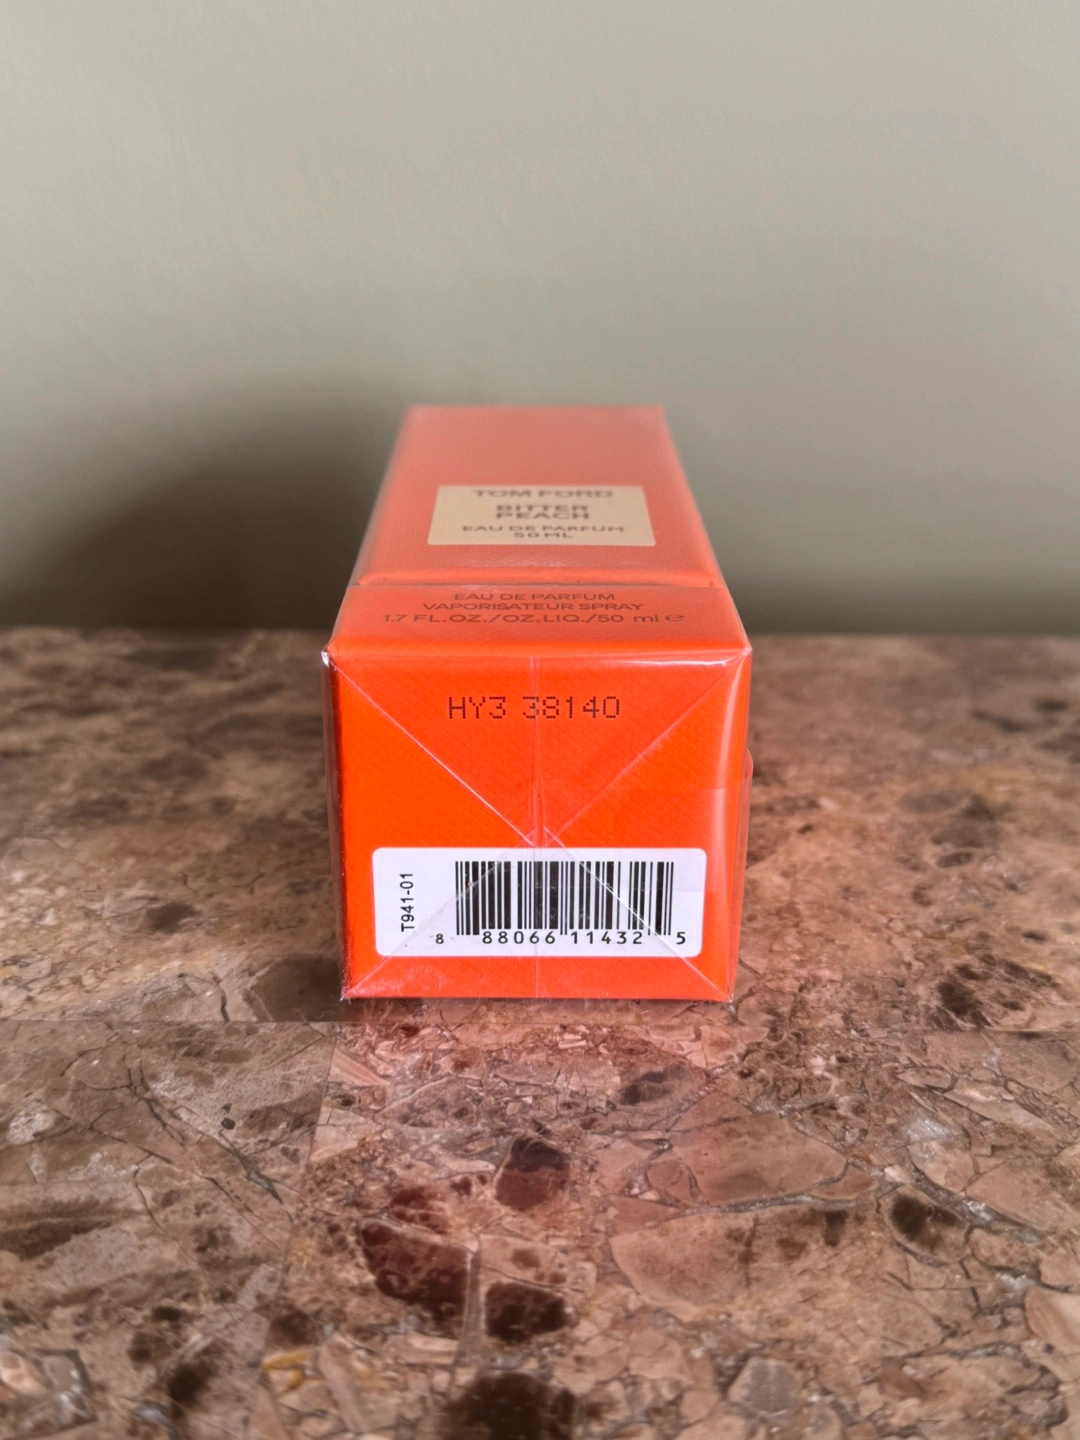 TOM FORD
BITTER
PEACH
EAU DE PARFUM
50 ML
EAU DE PARFUM
VAPORISATEUR SPRAY
1.7 FL.OZ./OZ.LIQ./50 ml ℮
HY3 38140
T941-01
8 88066 11432 5